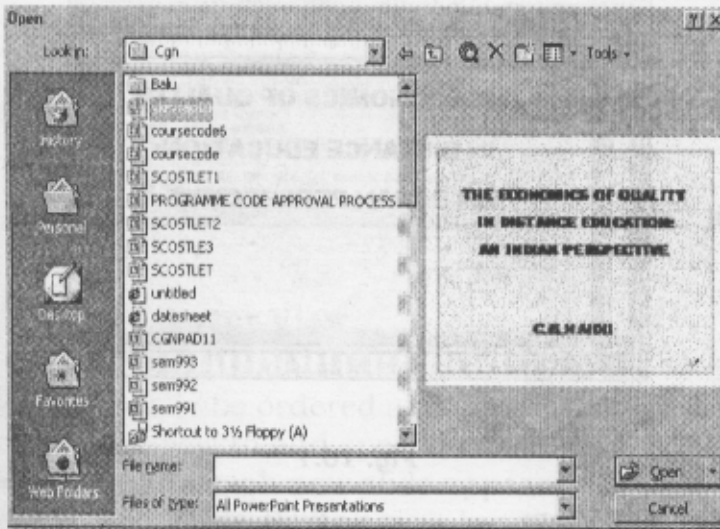 Open
Look in: Cgn Tools
History
Personal
Desktop
Favorites
Web Folders
Balu
coursecode6
coursecode
SCOSTLET1
PROGRAMME CODE APPROVAL PROCESS
SCOSTLET2
SCOSTLE3
SCOSTLET
untitled
datesheet
CGNPAD11
sem993
sem992
sem991
Shortcut to 3½ Floppy (A)
THE ECONOMICS OF QUALITY
IN DISTANCE EDUCATION:
AN INDIAN PERSPECTIVE
C.G.NAIDU
File name:
Open
Files of type: All PowerPoint Presentations
Cancel